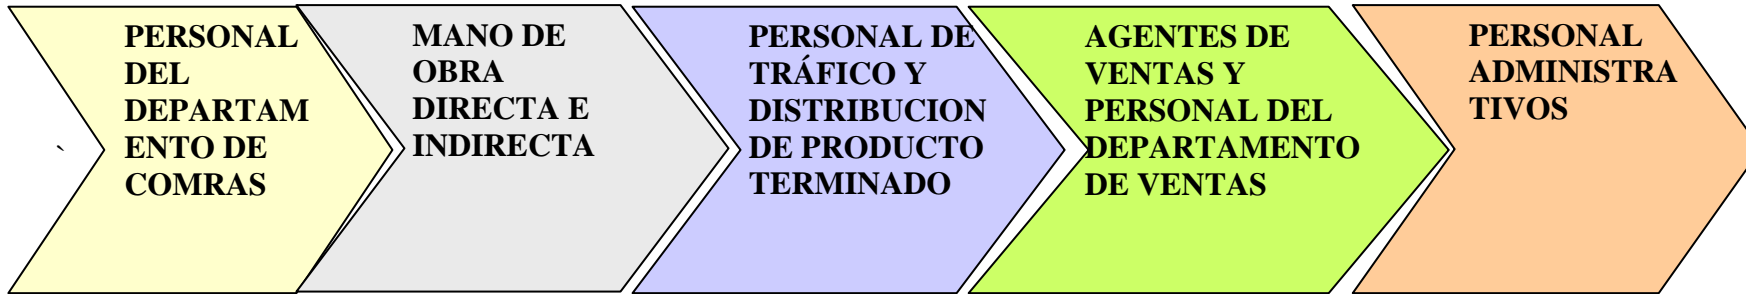 PERSONAL
DEL
DEPARTAM
ENTO DE
COMRAS
MANO DE
OBRA
DIRECTA E
INDIRECTA
PERSONAL DE
TRÁFICO Y
DISTRIBUCION
DE PRODUCTO
TERMINADO
AGENTES DE
VENTAS Y
PERSONAL DEL
DEPARTAMENTO
DE VENTAS
PERSONAL
ADMINISTRA
TIVOS
`